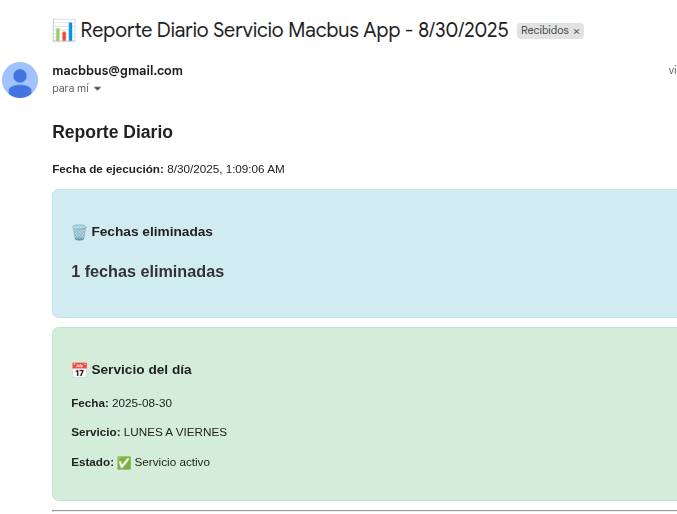 📊 Reporte Diario Servicio Macbus App - 8/30/2025 Recibidos ×
macbbus@gmail.com
vi
para mí
Reporte Diario
Fecha de ejecución: 8/30/2025, 1:09:06 AM
🗑️ Fechas eliminadas
1 fechas eliminadas
📅 Servicio del día
Fecha: 2025-08-30
Servicio: LUNES A VIERNES
Estado: ✅ Servicio activo